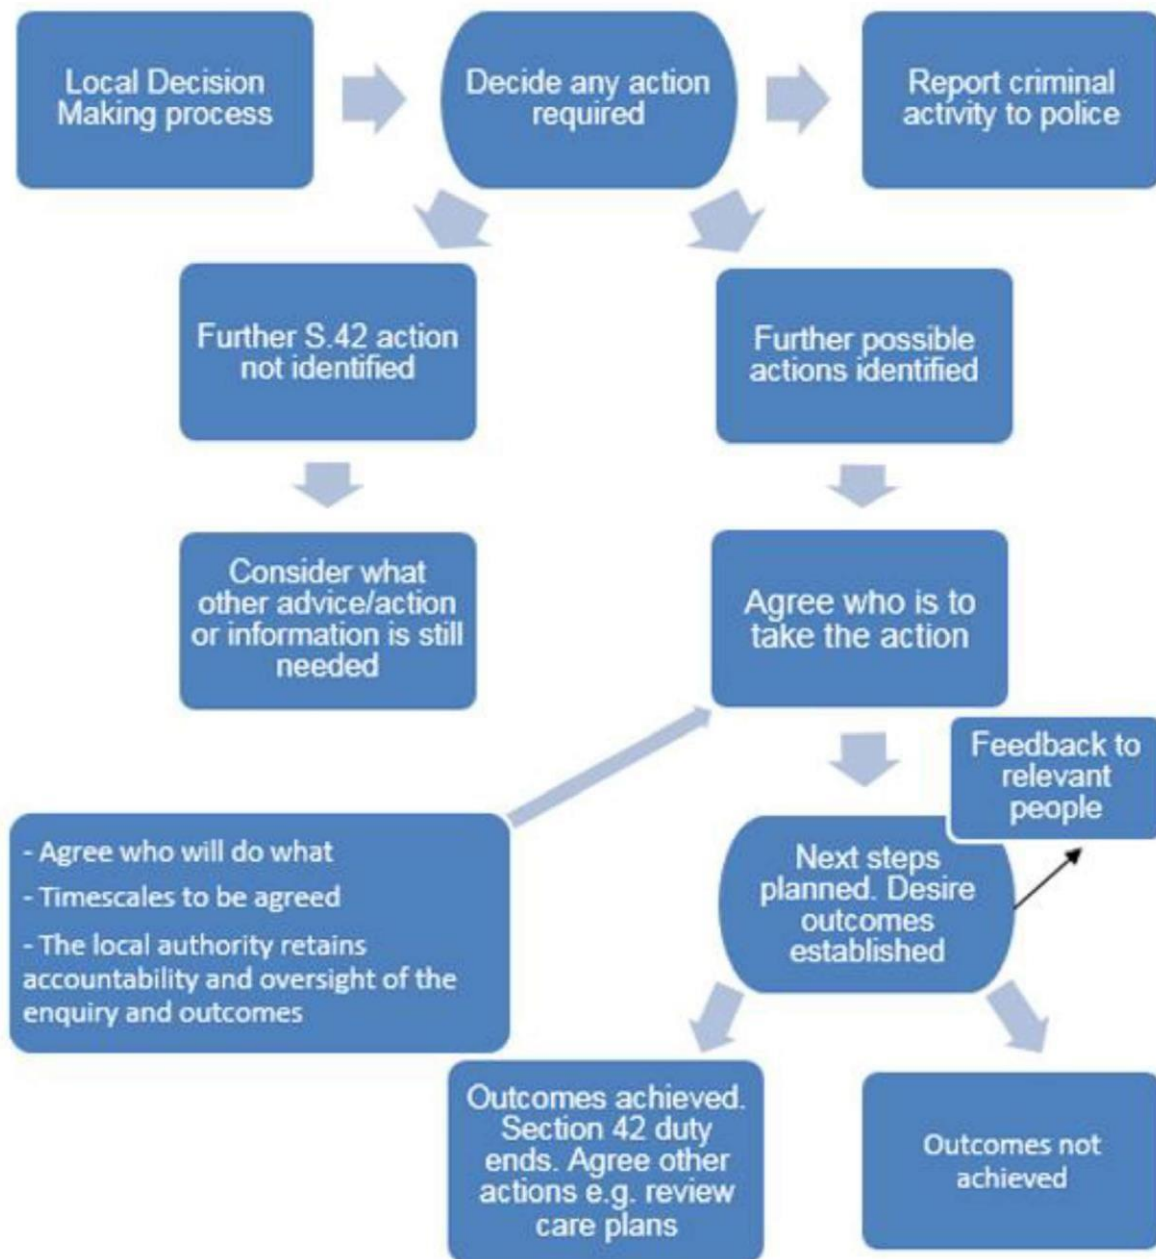 Local Decision
Making process
Decide any action
required
Report criminal
activity to police
Further S.42 action
not identified
Further possible
actions identified
Consider what
other advice/action
or information is still
needed
Agree who is to
take the action
Feedback to
relevant
people
- Agree who will do what
- Timescales to be agreed
- The local authority retains
accountability and oversight of the
enquiry and outcomes
Next steps
planned. Desire
outcomes
established
Outcomes achieved.
Section 42 duty
ends. Agree other
actions e.g. review
care plans
Outcomes not
achieved